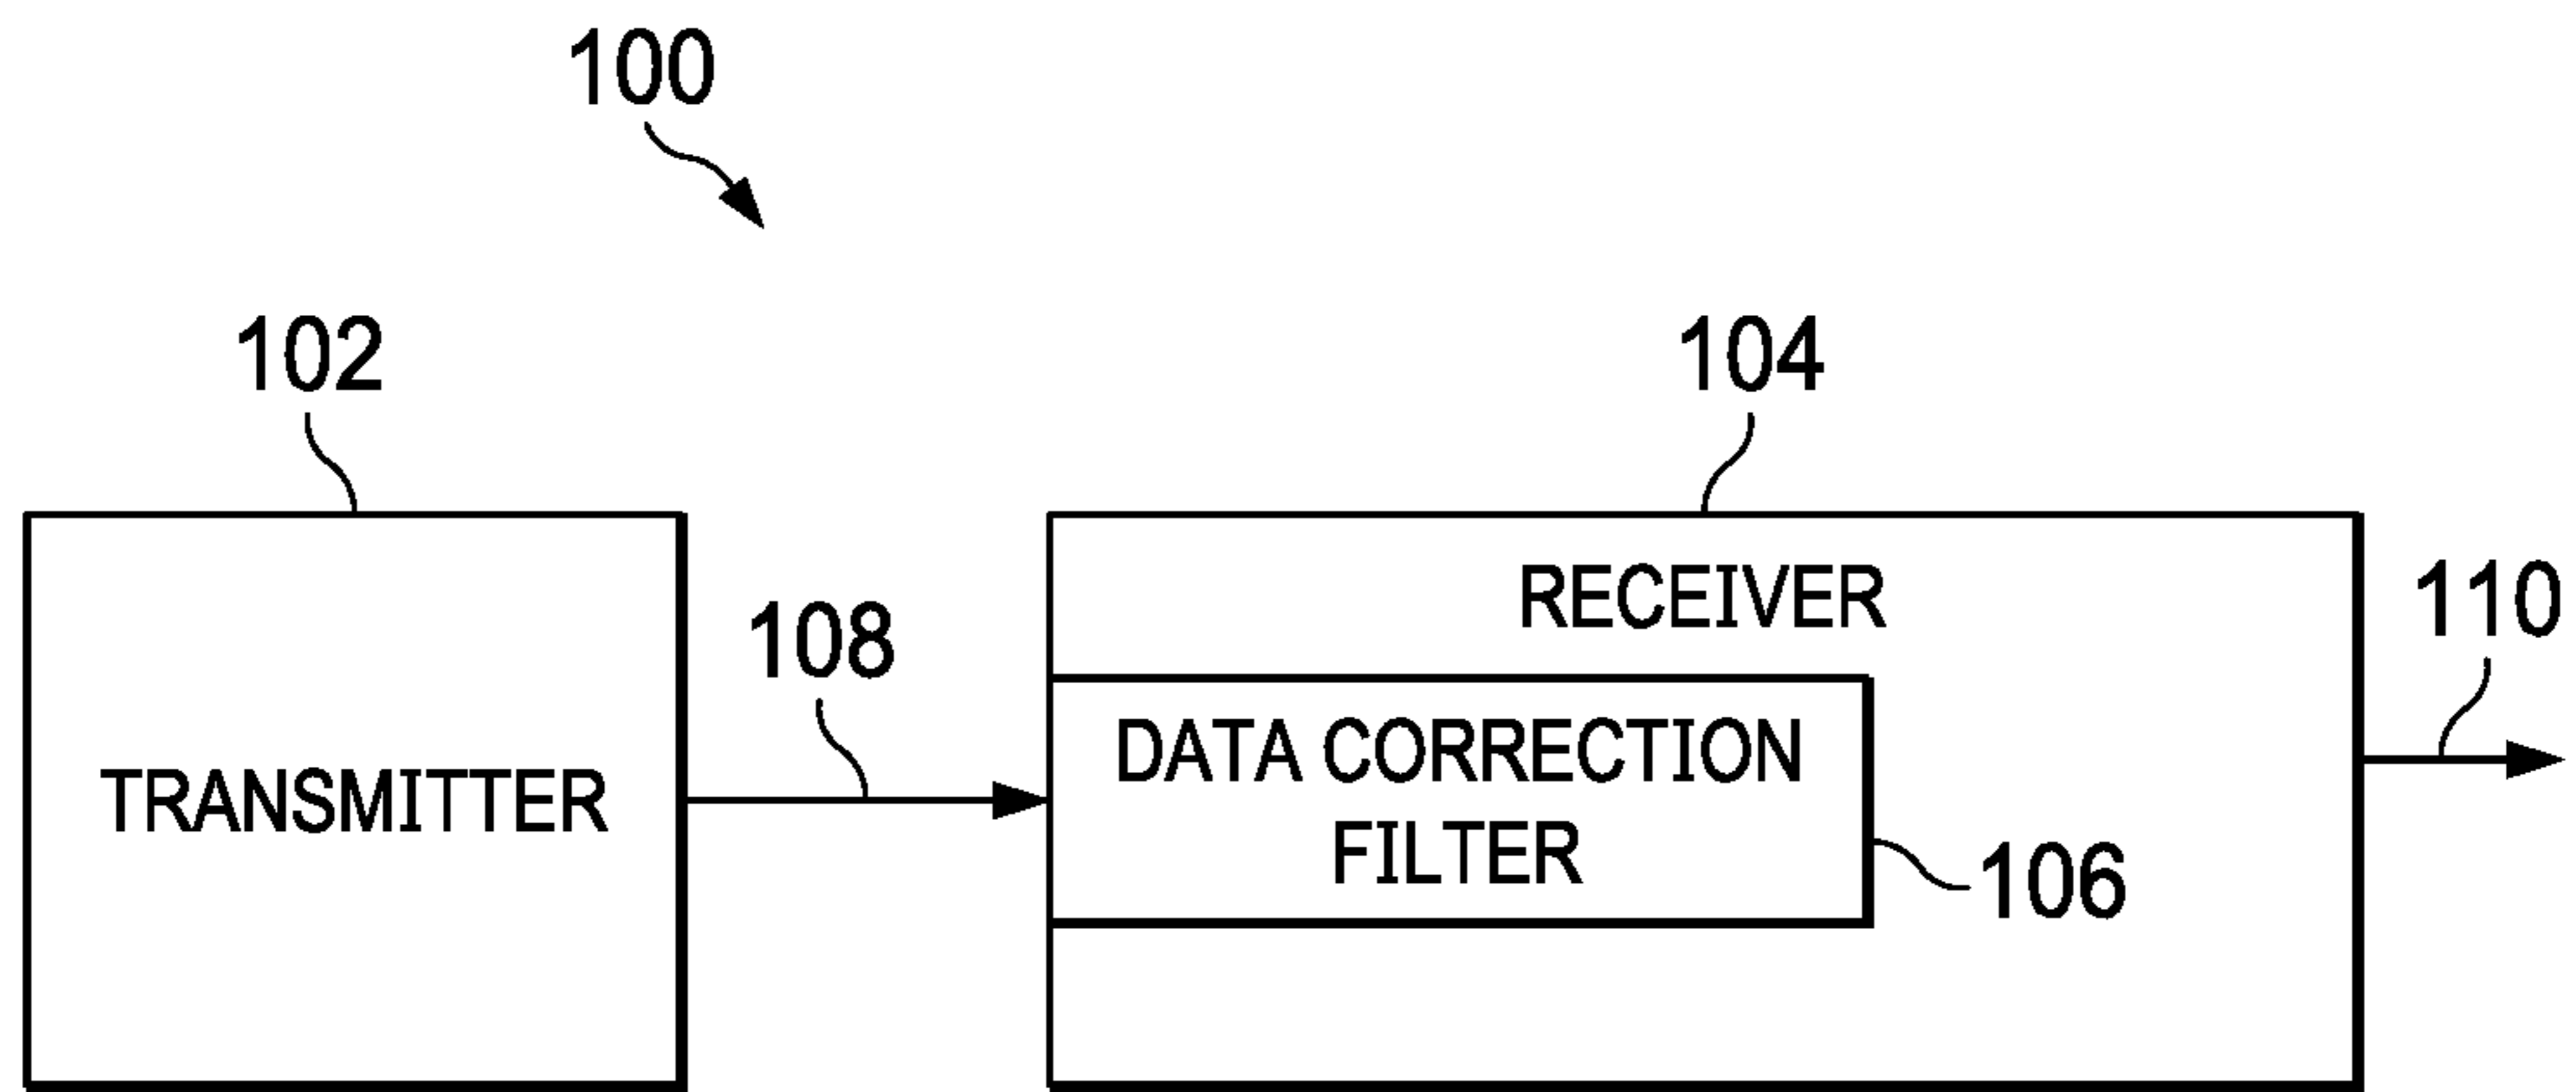 100
102
104
RECEIVER
110
108
DATA CORRECTION
FILTER
TRANSMITTER
106